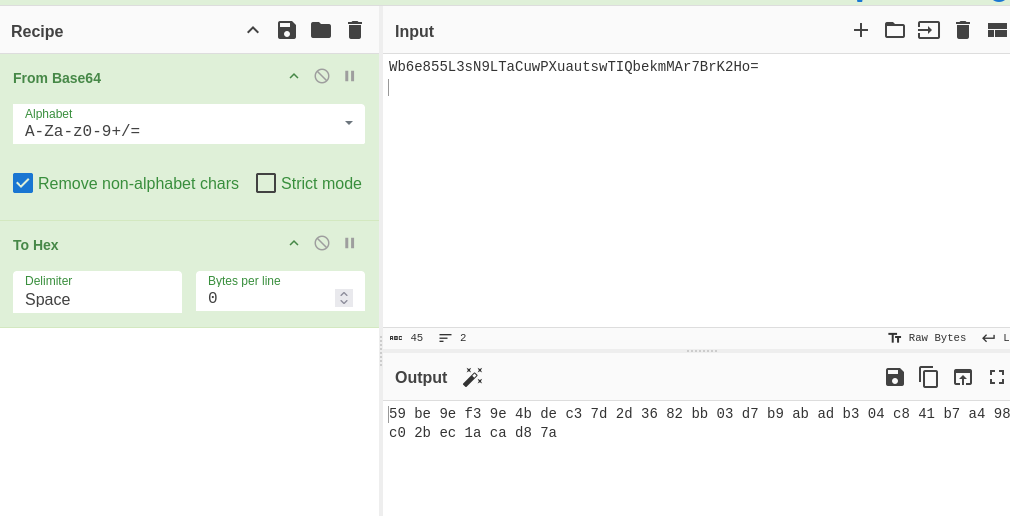 Recipe
From Base64
Alphabet
A-Za-z0-9+/=
Remove non-alphabet chars
Strict mode
To Hex
Delimiter
Space
Bytes per line
0
Input
Wb6e855L3sN9LTaCuwPXuautswTIQbekmMAr7BrK2Ho=
ABC 45
2
Raw Bytes
L
Output
59 be 9e f3 9e 4b de c3 7d 2d 36 82 bb 03 d7 b9 ab ad b3 04 c8 41 b7 a4 98
c0 2b ec 1a ca d8 7a